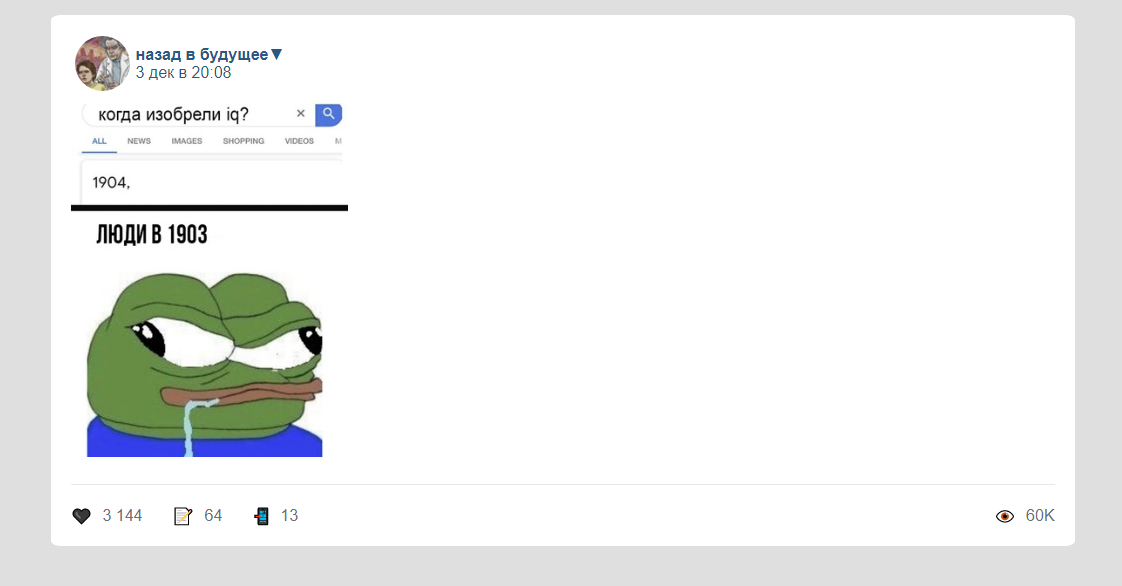 назад в будущее▼
3 дек в 20:08
когда изобрели iq? ×
ALL NEWS IMAGES SHOPPING VIDEOS M
1904,
ЛЮДИ В 1903
3 144 64 13 60K